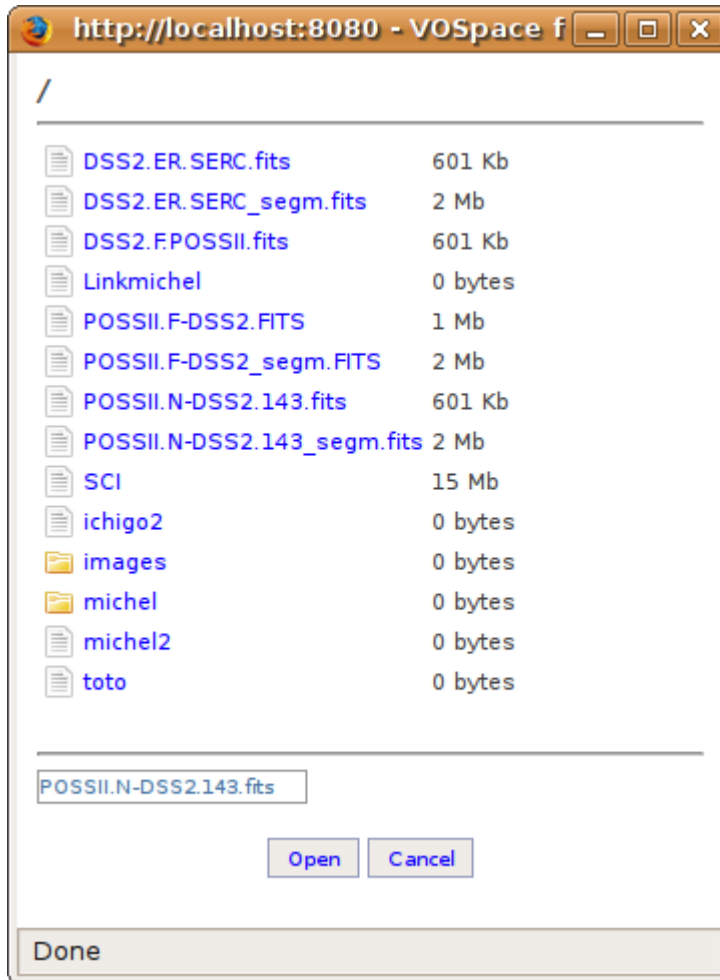 http://localhost:8080 - VOSpace f
/
DSS2.ER.SERC.fits 601 Kb
DSS2.ER.SERC_segm.fits 2 Mb
DSS2.F.POSSII.fits 601 Kb
Linkmichel 0 bytes
POSSII.F-DSS2.FITS 1 Mb
POSSII.F-DSS2_segm.FITS 2 Mb
POSSII.N-DSS2.143.fits 601 Kb
POSSII.N-DSS2.143_segm.fits 2 Mb
SCI 15 Mb
ichigo2 0 bytes
images 0 bytes
michel 0 bytes
michel2 0 bytes
toto 0 bytes
POSSII.N-DSS2.143.fits
Open Cancel
Done